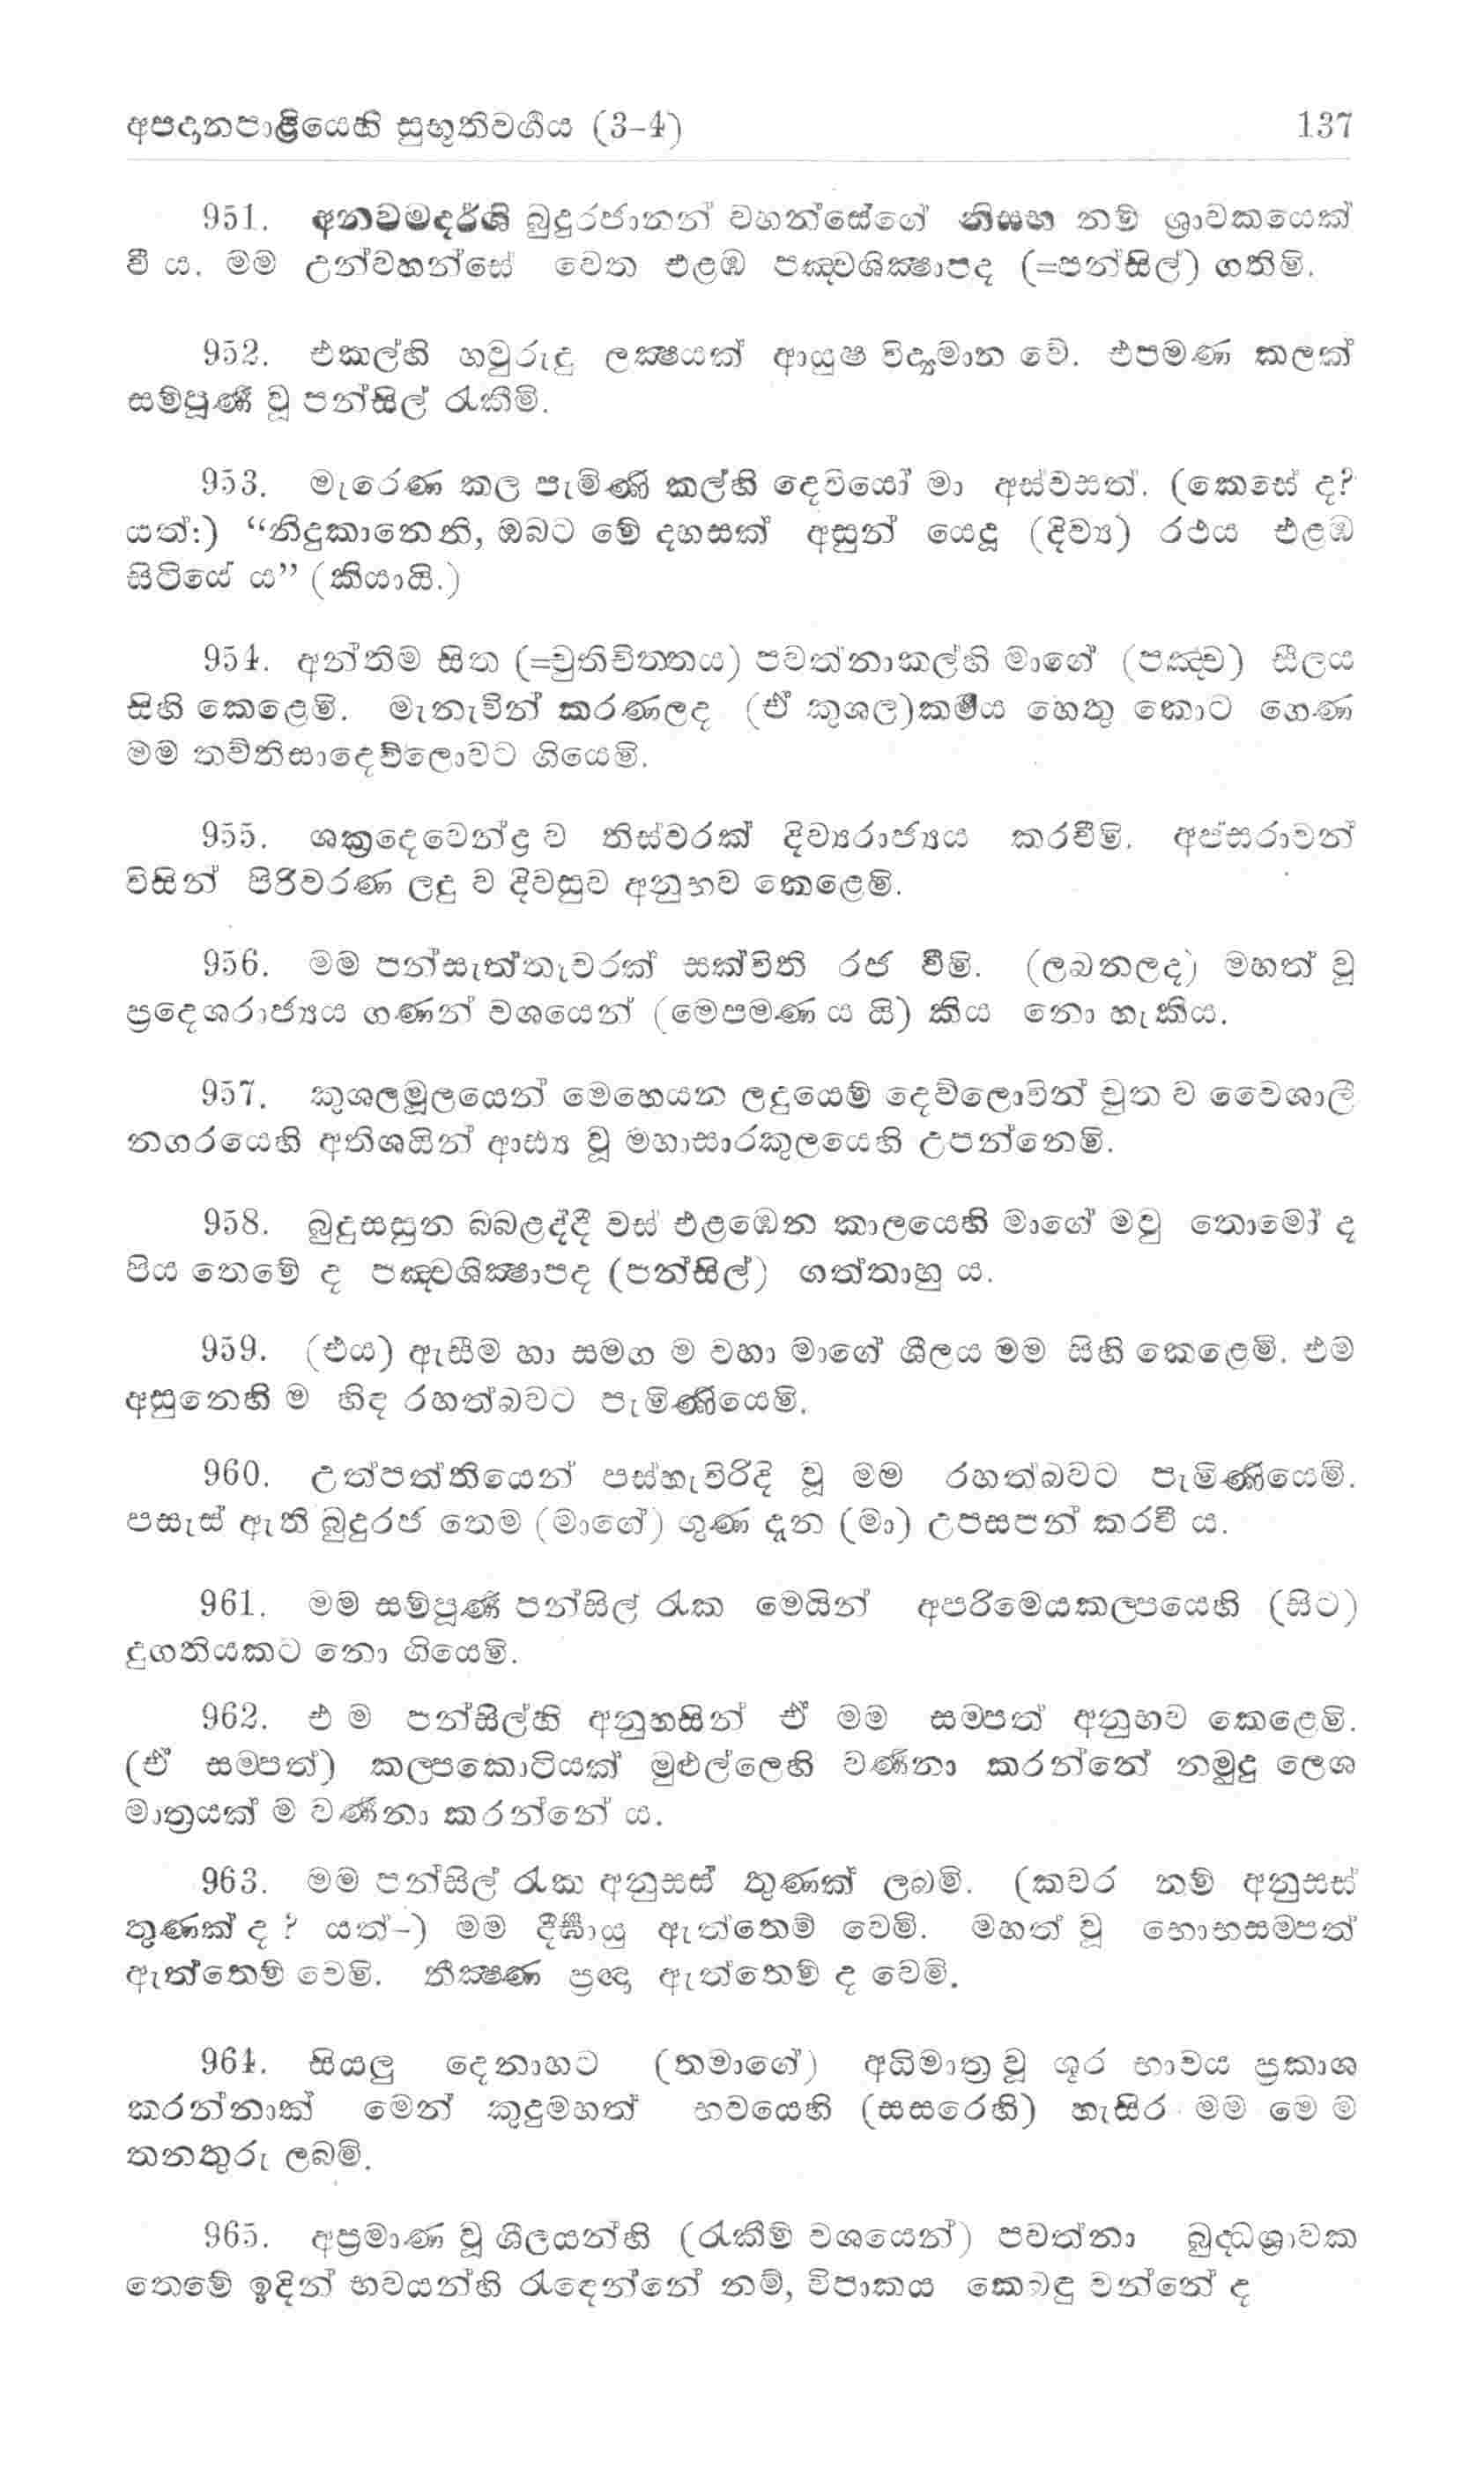 අපදානපාළියෙහි සුභූතිවර්ගය (3-4) 137
951. අනවමදර්ශී බුදුරජානන් වහන්සේගේ නිසභ නම් ශ්‍රාවකයෙක්
වී ය. මම උන්වහන්සේ වෙත එළඹ පඤ්චශික්‍ෂාපද (=පන්සිල්) ගතිමි.
952. එකල්හි හවුරුදු ලක්‍ෂයක් ආයුෂ විද්‍යමාන වේ. එපමණ කලක්
සම්පූර්ණ වූ පන්සිල් රැකීමි.
953. මැරෙණ කල පැමිණි කල්හි දෙවියෝ මා අස්වසත්. (කෙසේ ද?
යත්:) “නිදුකානෙනි, ඔබට මේ දහසක් අසුන් යෙදූ (දිව්‍ය) රථය එළඹ
සිටියේ ය” (කියායි.)
954. අන්තිම සිත (=චුතිචිත්තය) පවත්නාකල්හි මාගේ (පඤ්ච) සීලය
සිහි කෙළෙමි. මැනැවින් කරණලද (ඒ කුශල)කර්මය හෙතු කොට ගෙණ
මම තව්තිසාදෙව්ලොවට ගියෙමි.
955. ශක්‍රදෙවෙන්ද්‍ර ව තිස්වරක් දිව්‍යරාජ්‍යය කරවීමි. අප්සරාවන්
විසින් පිරිවරණ ලදු ව දිවසුව අනුභව කෙළෙමි.
956. මම පන්සැත්තෑවරක් සක්විති රජ වීමි. (ලබනලද) මහත් වූ
ප්‍රදෙශරාජ්‍යය ගණන් වශයෙන් (මෙපමණ ය යි) කිය නො හැකිය.
957. කුශලමූලයෙන් මෙහෙයන ලදුයෙම් දෙව්ලොවින් චුත ව වෛශාලී
නගරයෙහි අතිශයින් ආඪ්‍ය වූ මහාසාරකුලයෙහි උපන්නෙමි.
958. බුදුසසුන බබළද්දී වස් එළඹෙන කාලයෙහි මාගේ මවු තොමෝ ද
පිය තෙමේ ද පඤ්චශික්‍ෂාපද (පන්සිල්) ගත්තාහු ය.
959. (එය) ඇසීම හා සමග ම වහා මාගේ ශීලය මම සිහි කෙළෙමි. එම
අසුනෙහි ම හිඳ රහත්බවට පැමිණියෙමි.
960. උත්පත්තියෙන් පස්හැවිරිදි වූ මම රහත්බවට පැමිණියෙමි.
පසැස් ඇති බුදුරජ තෙම (මාගේ) ගුණ දැන (මා) උපසපන් කරවී ය.
961. මම සම්පූර්ණ පන්සිල් රැක මෙයින් අපරිමෙයකල්පයෙහි (සිට)
දුගතියකට නො ගියෙමි.
962. එ ම පන්සිල්හි අනුහසින් ඒ මම සම්පත් අනුභව කෙළෙමි.
(ඒ සම්පත්) කල්පකොටියක් මුළුල්ලෙහි වර්ණනා කරන්නේ නමුදු ලෙශ
මාත්‍රයක් ම වර්ණනා කරන්නේ ය.
963. මම පන්සිල් රැක අනුසස් තුණක් ලබමි. (කවර නම් අනුසස්
තුණක් ද ? යත්-) මම දීර්ඝායු ඇත්තෙම් වෙමි. මහත් වූ භොගසම්පත්
ඇත්තෙම් වෙමි. තීක්‍ෂණ ප්‍රඥා ඇත්තෙම් ද වෙමි.
964. සියලු දෙනාහට (තමාගේ) අධිමාත්‍ර වූ ශූර භාවය ප්‍රකාශ
කරන්නාක් මෙන් කුදුමහත් භවයෙහි (සසරෙහි) හැසිර මම මෙ ම
තනතුරු ලබමි.
965. අප්‍රමාණ වූ ශීලයන්හි (රැකීම් වශයෙන්) පවත්නා බුද්ධශ්‍රාවක
තෙමේ ඉදින් භවයන්හි රැඳෙන්නේ නම්, විපාකය කෙබඳු වන්නේ ද